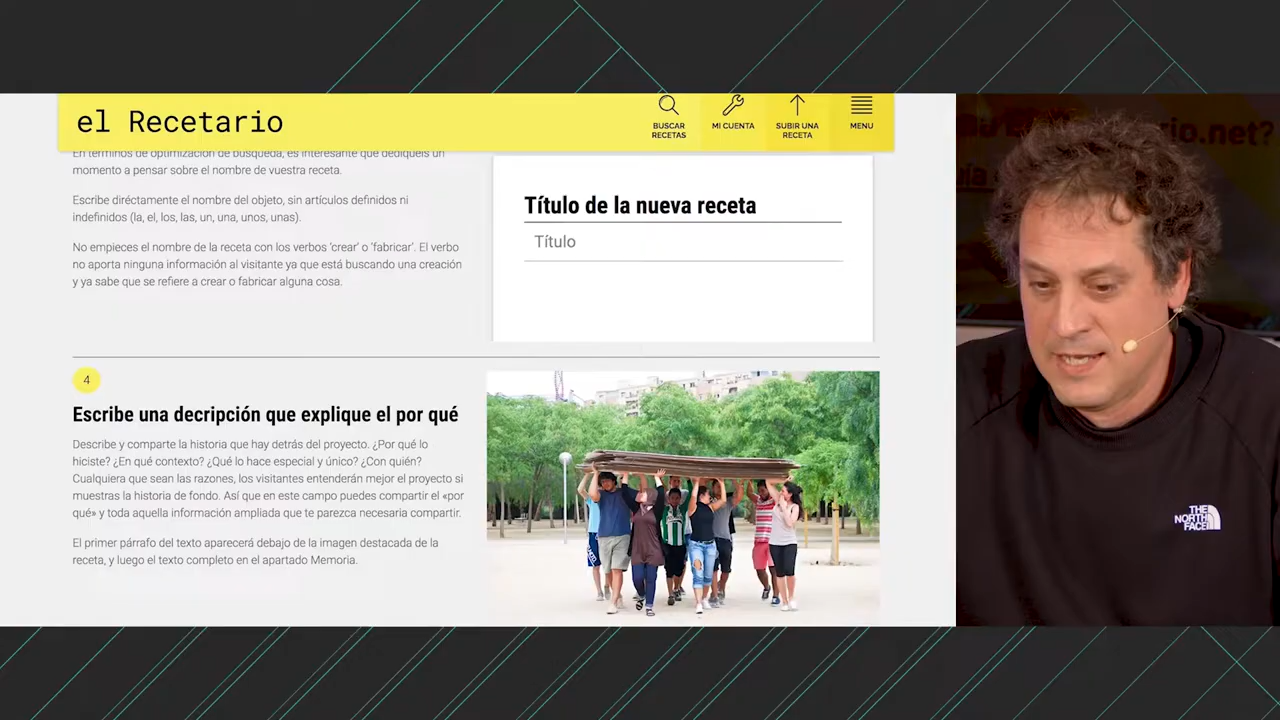 el Recetario
BUSCAR
RECETAS
MI CUENTA
SUBIR UNA
RECETA
MENU
En términos de optimización de búsqueda, es interesante que dediquéis un
momento a pensar sobre el nombre de vuestra receta.
Escribe diréctamente el nombre del objeto, sin artículos definidos ni
indefinidos (la, el, los, las, un, una, unos, unas).
No empieces el nombre de la receta con los verbos ‘crear’ o ‘fabricar’. El verbo
no aporta ninguna información al visitante ya que está buscando una creación
y ya sabe que se refiere a crear o fabricar alguna cosa.
Título de la nueva receta
Título
4
Escribe una decripción que explique el por qué
Describe y comparte la historia que hay detrás del proyecto. ¿Por qué lo
hiciste? ¿En qué contexto? ¿Qué lo hace especial y único? ¿Con quién?
Cualquiera que sean las razones, los visitantes entenderán mejor el proyecto si
muestras la historia de fondo. Así que en este campo puedes compartir el «por
qué» y toda aquella información ampliada que te parezca necesaria compartir.
El primer párrafo del texto aparecerá debajo de la imagen destacada de la
receta, y luego el texto completo en el apartado Memoria.
rio.net?
THE
NORTH
FACE